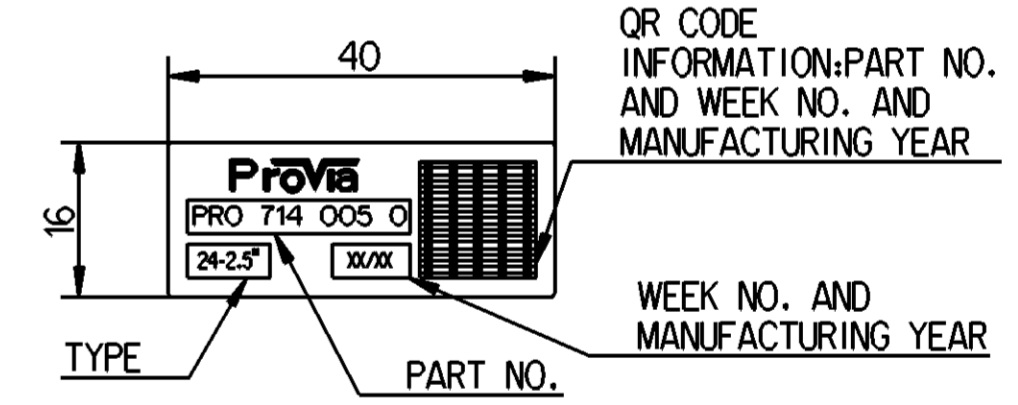 QR CODE
INFORMATION:PART NO.
AND WEEK NO. AND
MANUFACTURING YEAR
40
16
ProVia
PRO 714 005 0
24-2.5"
XX/XX
WEEK NO. AND
MANUFACTURING YEAR
TYPE
PART NO.